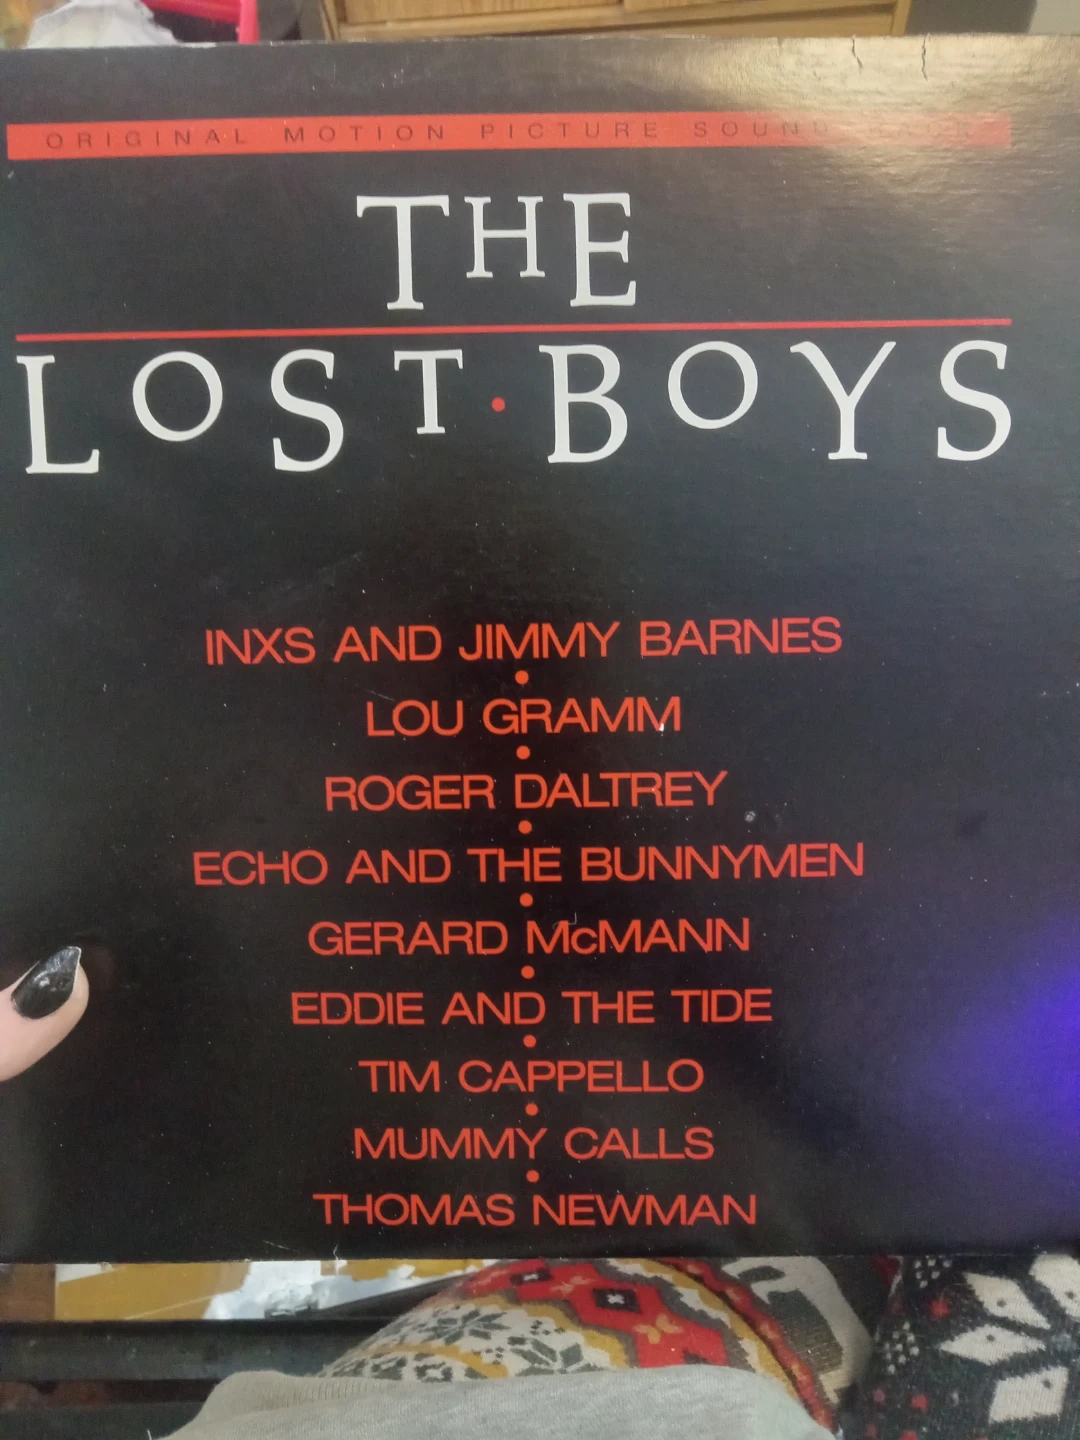 ORIGINAL MOTION PICTURE SOUNDTRACK
THE
LOST·BOYS
INXS AND JIMMY BARNES
LOU GRAMM
ROGER DALTREY
ECHO AND THE BUNNYMEN
GERARD McMANN
EDDIE AND THE TIDE
TIM CAPPELLO
MUMMY CALLS
THOMAS NEWMAN